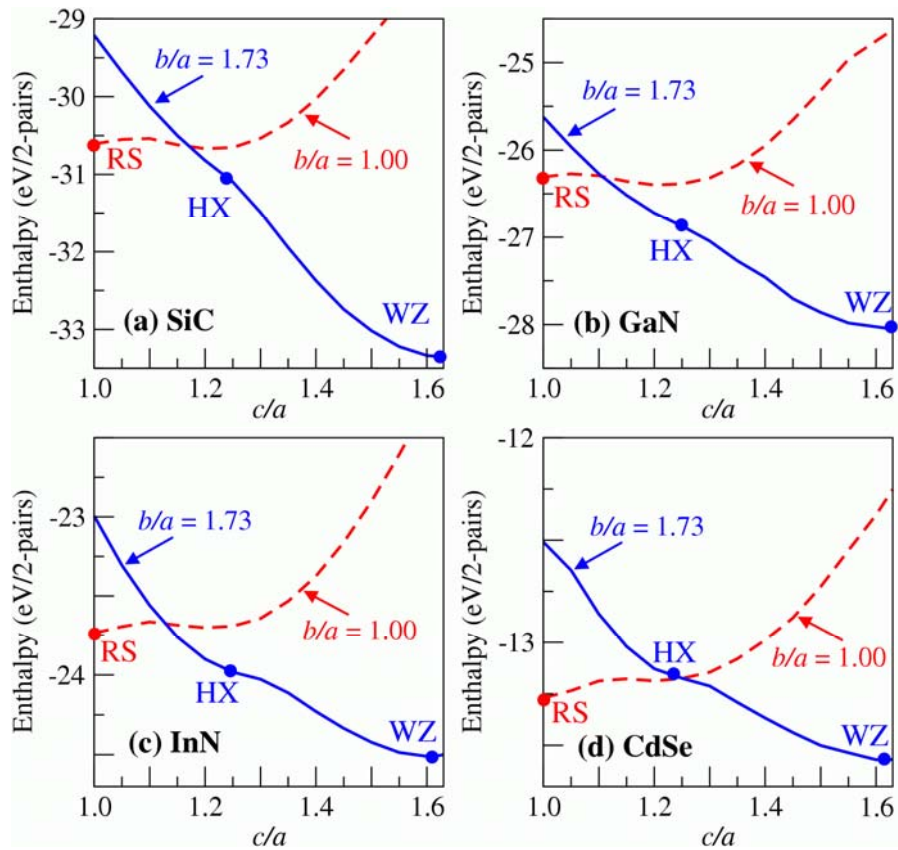 -29
-30
-31
-32
-33
Enthalpy (eV/2-pairs)
b/a = 1.73
RS
b/a = 1.00
HX
WZ
(a) SiC
1.0 1.2 1.4 1.6
c/a
-25
-26
-27
-28
Enthalpy (eV/2-pairs)
b/a = 1.73
RS
b/a = 1.00
HX
WZ
(b) GaN
1.0 1.2 1.4 1.6
c/a
-23
-24
Enthalpy (eV/2-pairs)
b/a = 1.73
RS
b/a = 1.00
HX
WZ
(c) InN
1.0 1.2 1.4 1.6
c/a
-12
-13
Enthalpy (eV/2-pairs)
b/a = 1.73
HX
b/a = 1.00
RS
WZ
(d) CdSe
1.0 1.2 1.4 1.6
c/a